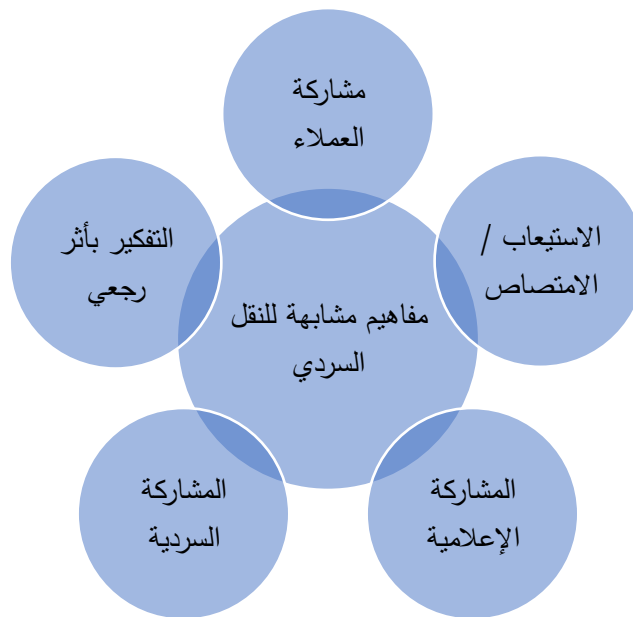 مشاركة
العملاء
الاستيعاب /
الامتصاص
المشاركة
الإعلامية
المشاركة
السردية
التفكير بأثر
رجعي
مفاهيم مشابهة للنقل
السردي